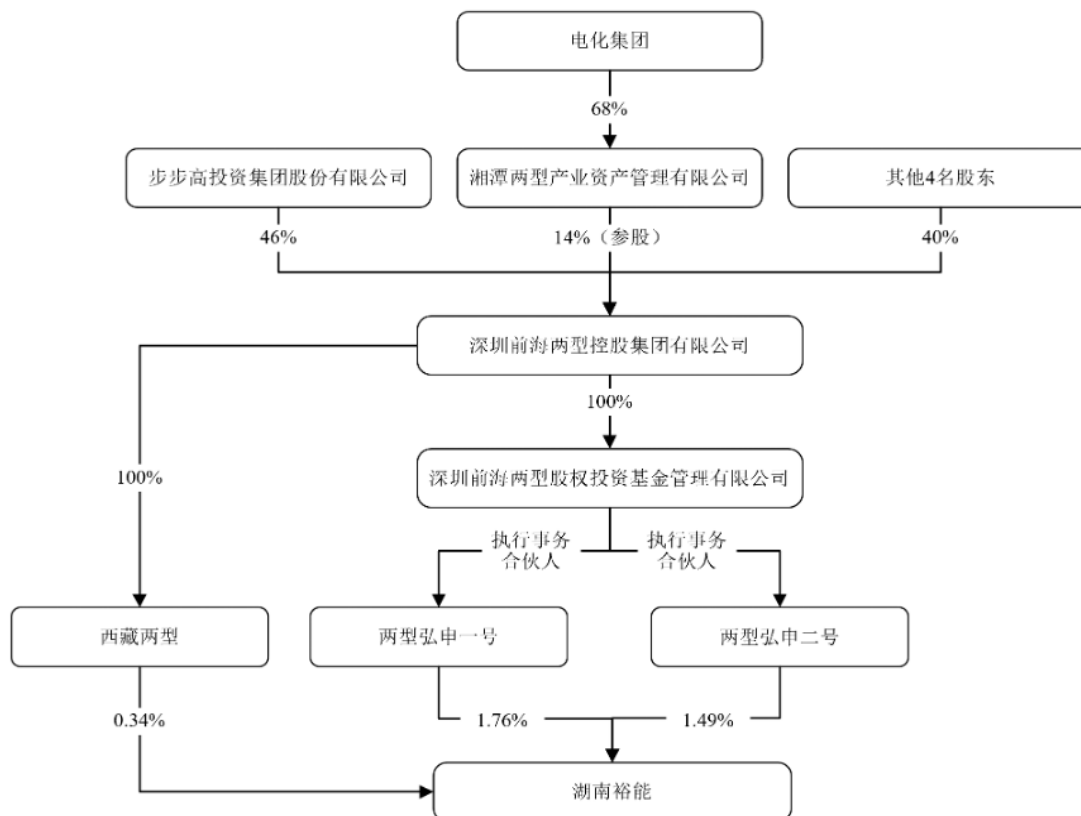 电化集团
68%
步步高投资集团股份有限公司
湘潭两型产业资产管理有限公司
其他4名股东
46%
14%（参股）
40%
深圳前海两型控股集团有限公司
100%
100%
深圳前海两型股权投资基金管理有限公司
执行事务
合伙人
执行事务
合伙人
西藏两型
两型弘申一号
两型弘申二号
0.34%
1.76%
1.49%
湖南裕能